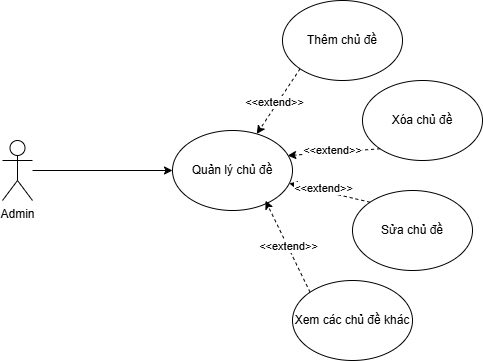 Thêm chủ đề
<<extend>>
Xóa chủ đề
<<extend>>
Quản lý chủ đề
<<extend>>
Admin
Sửa chủ đề
<<extend>>
Xem các chủ đề khác